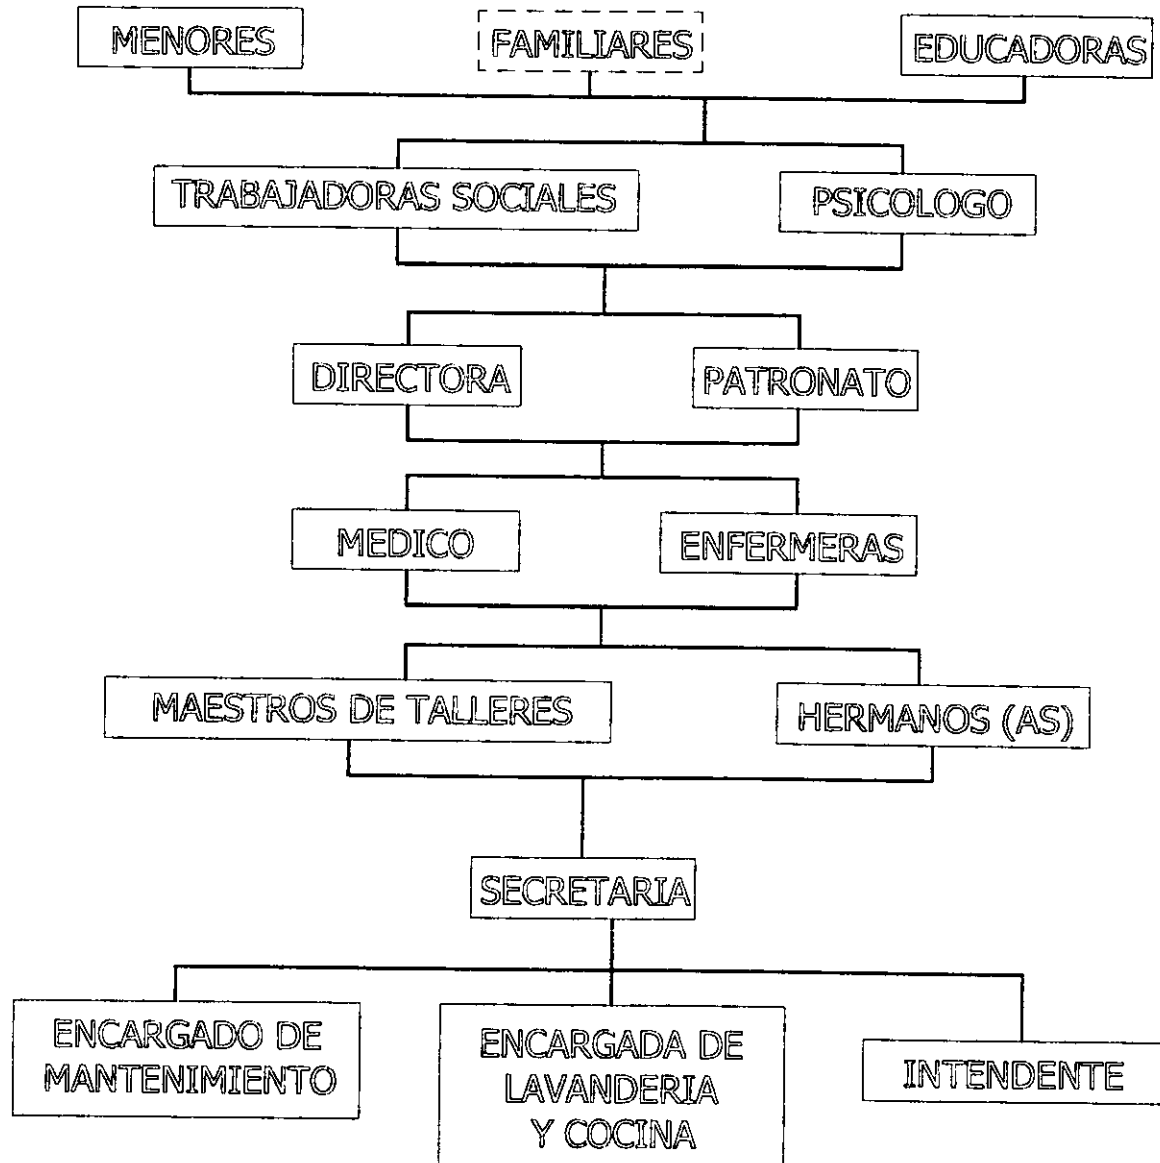 MENORES
FAMILIARES
EDUCADORAS
TRABAJADORAS SOCIALES
PSICOLOGO
DIRECTORA
PATRONATO
MEDICO
ENFERMERAS
MAESTROS DE TALLERES
HERMANOS (AS)
SECRETARIA
ENCARGADO DE
MANTENIMIENTO
ENCARGADA DE
LAVANDERIA
Y COCINA
INTENDENTE